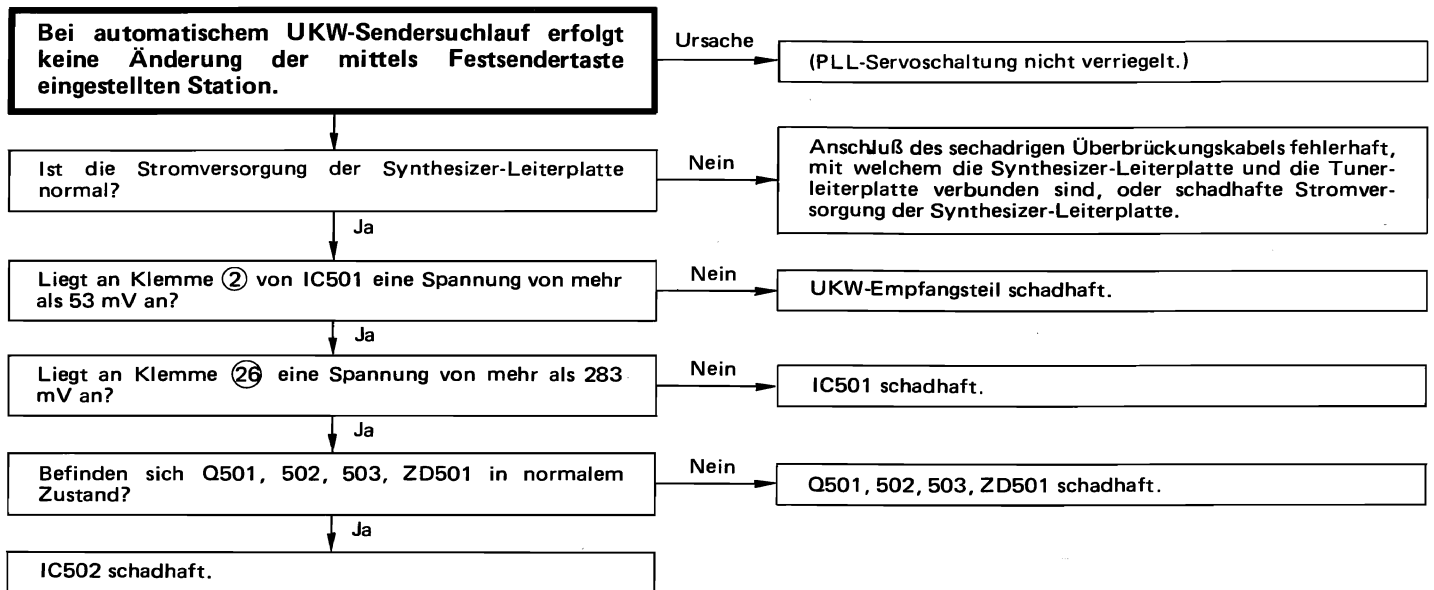 Bei automatischem UKW-Sendersuchlauf erfolgt
keine Änderung der mittels Festsendertaste
eingestellten Station.
Ursache
(PLL-Servoschaltung nicht verriegelt.)
Ist die Stromversorgung der Synthesizer-Leiterplatte
normal?
Nein
Anschluß des sechadrigen Überbrückungskabels fehlerhaft,
mit welchem die Synthesizer-Leiterplatte und die Tuner-
leiterplatte verbunden sind, oder schadhafte Stromver-
sorgung der Synthesizer-Leiterplatte.
Ja
Liegt an Klemme ② von IC501 eine Spannung von mehr
als 53 mV an?
Nein
UKW-Empfangsteil schadhaft.
Ja
Liegt an Klemme ㉖ eine Spannung von mehr als 283
mV an?
Nein
IC501 schadhaft.
Ja
Befinden sich Q501, 502, 503, ZD501 in normalem
Zustand?
Nein
Q501, 502, 503, ZD501 schadhaft.
Ja
IC502 schadhaft.